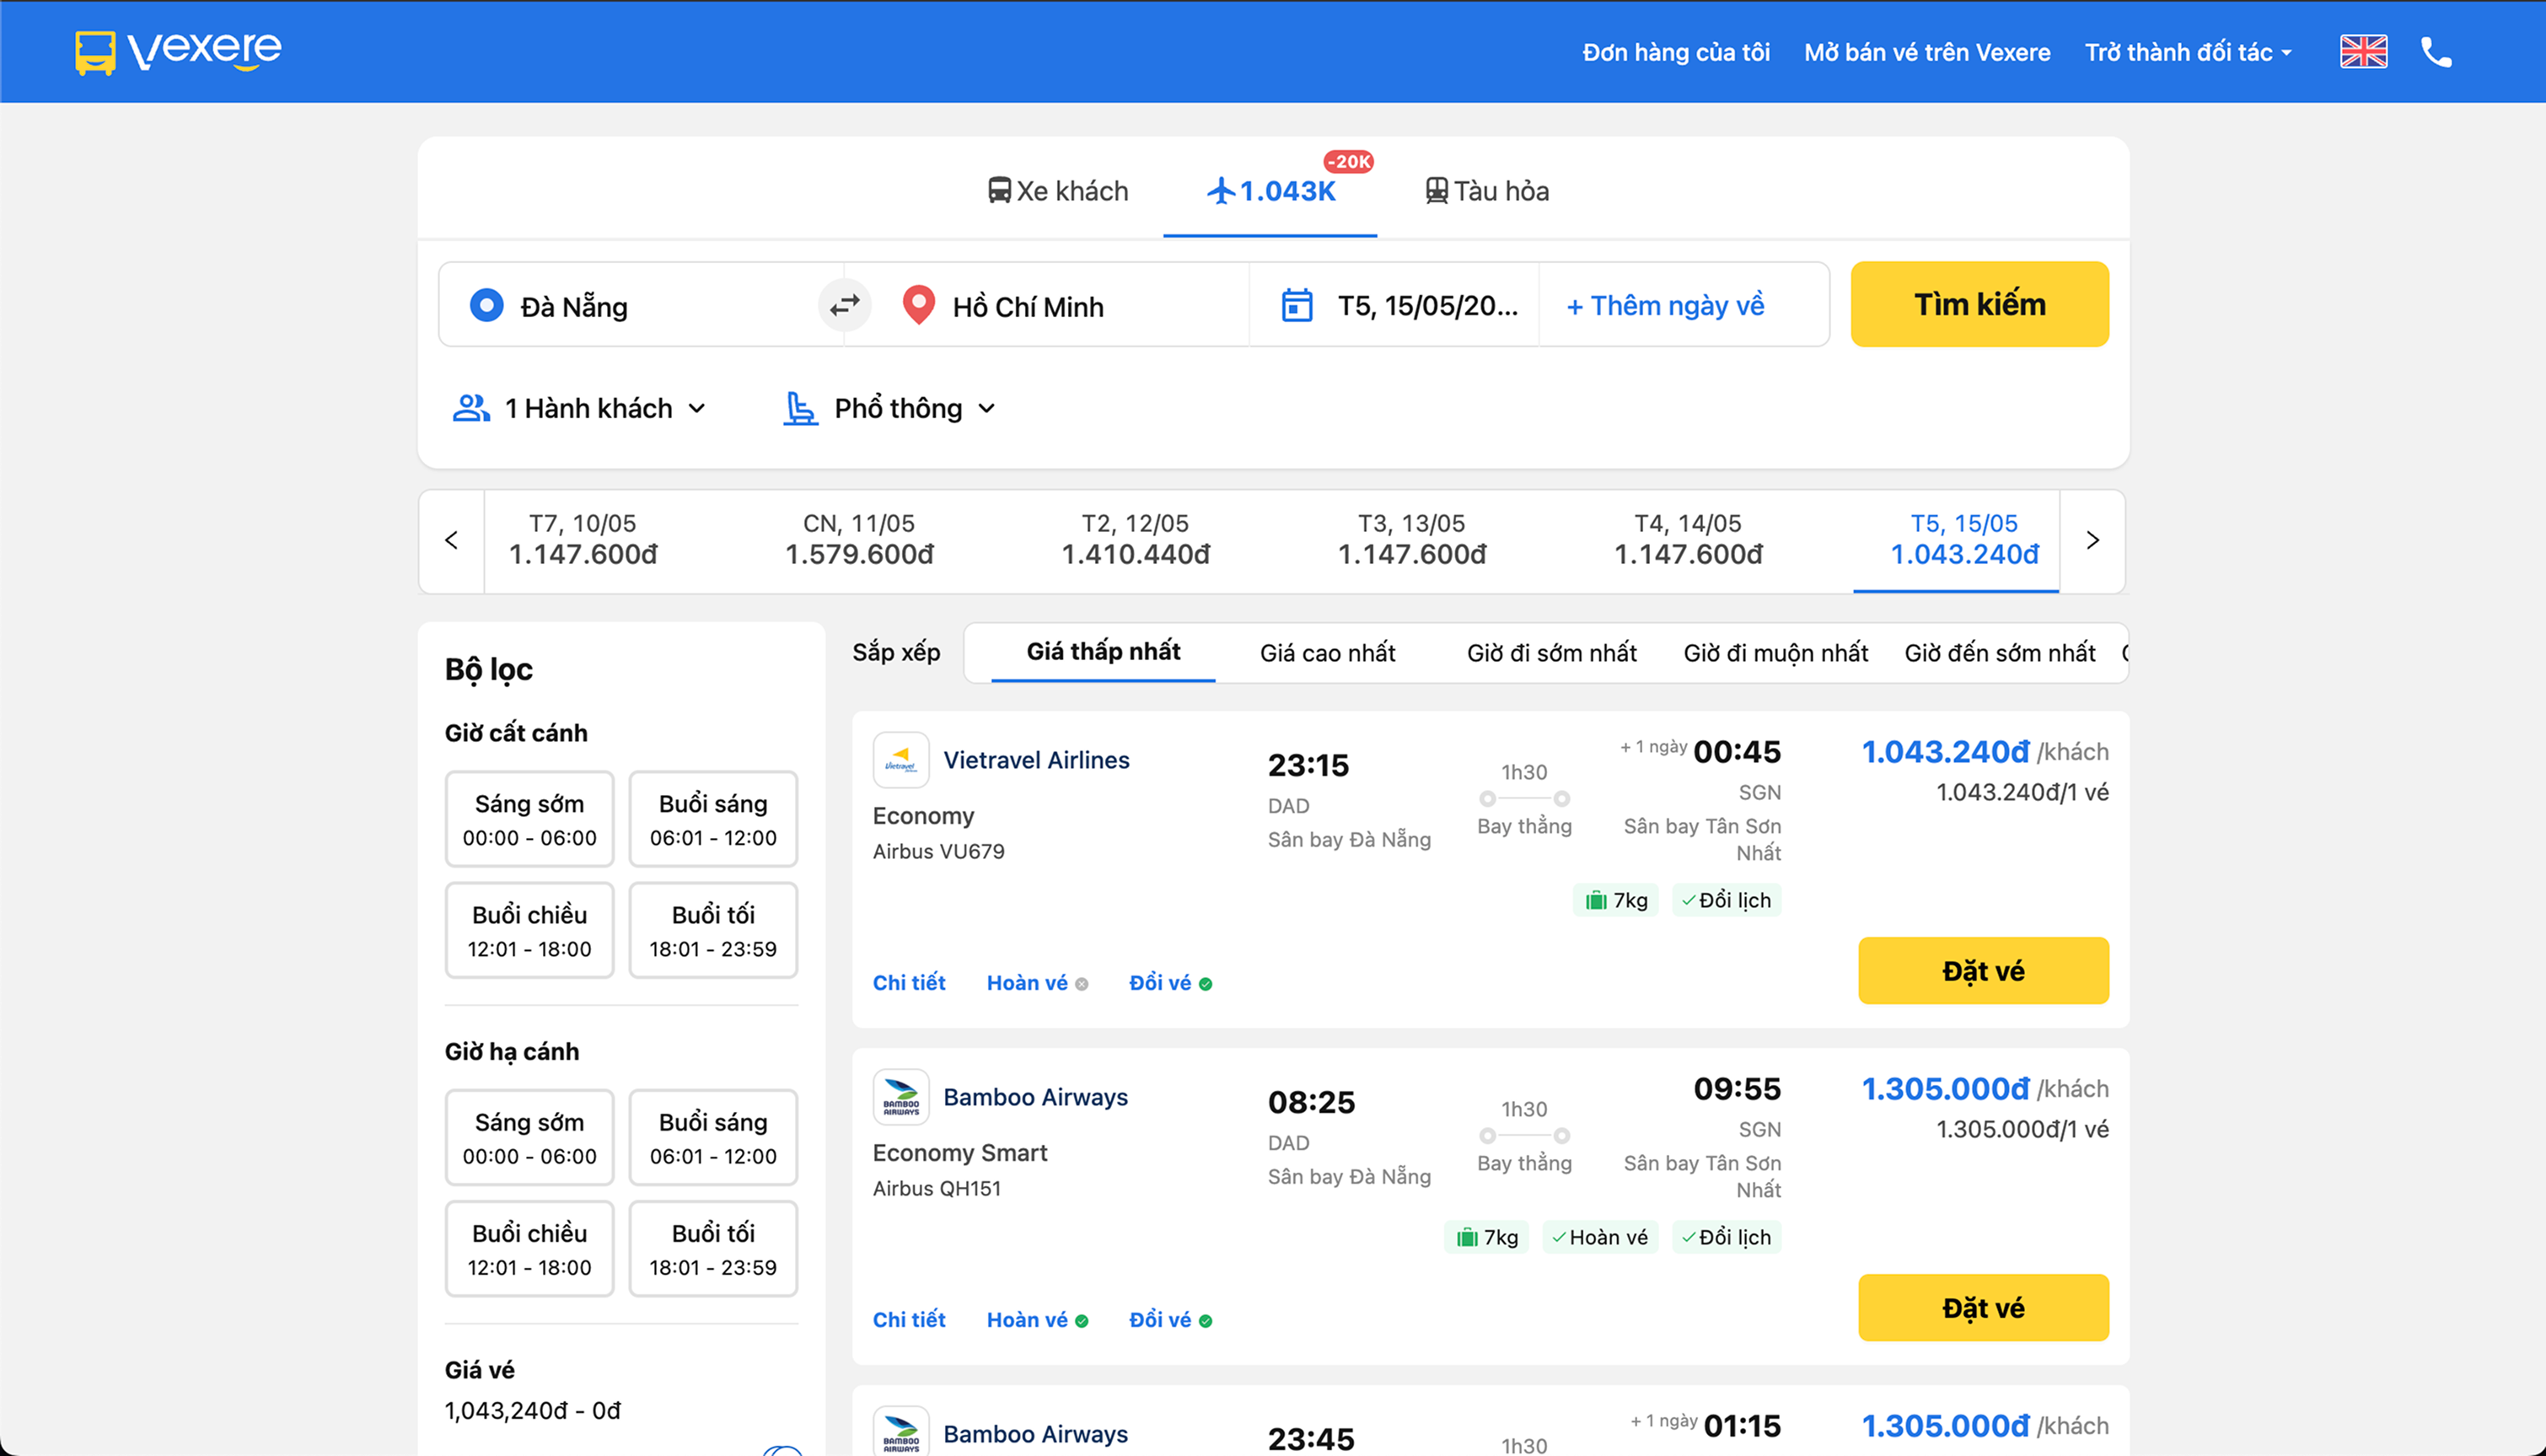 Vexere
Đơn hàng của tôi
Mở bán vé trên Vexere
Trở thành đối tác
-20K
Xe khách
1.043K
Tàu hỏa
Đà Nẵng
Hồ Chí Minh
T5, 15/05/20...
+ Thêm ngày về
Tìm kiếm
1 Hành khách
Phổ thông
T7, 10/05
1.147.600đ
CN, 11/05
1.579.600đ
T2, 12/05
1.410.440đ
T3, 13/05
1.147.600đ
T4, 14/05
1.147.600đ
T5, 15/05
1.043.240đ
Bộ lọc
Giờ cất cánh
Sáng sớm
00:00 - 06:00
Buổi sáng
06:01 - 12:00
Buổi chiều
12:01 - 18:00
Buổi tối
18:01 - 23:59
Giờ hạ cánh
Sáng sớm
00:00 - 06:00
Buổi sáng
06:01 - 12:00
Buổi chiều
12:01 - 18:00
Buổi tối
18:01 - 23:59
Giá vé
1,043,240đ - 0đ
Sắp xếp
Giá thấp nhất
Giá cao nhất
Giờ đi sớm nhất
Giờ đi muộn nhất
Giờ đến sớm nhất
Vietravel
Vietravel Airlines
Economy
Airbus VU679
23:15
DAD
Sân bay Đà Nẵng
1h30
Bay thẳng
+ 1 ngày 00:45
SGN
Sân bay Tân Sơn
Nhất
1.043.240đ /khách
1.043.240đ/1 vé
7kg
Đổi lịch
Chi tiết
Hoàn vé
Đổi vé
Đặt vé
BAMBOO
AIRWAYS
Bamboo Airways
Economy Smart
Airbus QH151
08:25
DAD
Sân bay Đà Nẵng
1h30
Bay thẳng
09:55
SGN
Sân bay Tân Sơn
Nhất
1.305.000đ /khách
1.305.000đ/1 vé
7kg
Hoàn vé
Đổi lịch
Chi tiết
Hoàn vé
Đổi vé
Đặt vé
BAMBOO
AIRWAYS
Bamboo Airways
23:45
1h30
+ 1 ngày 01:15
1.305.000đ /khách